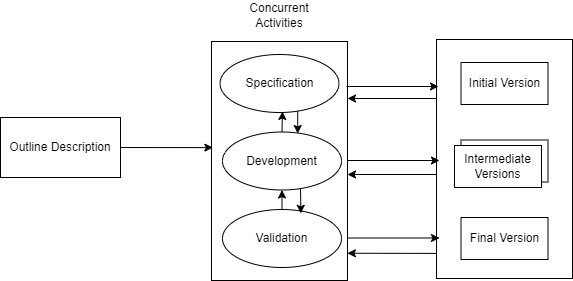 Concurrent
Activities
Specification
Initial Version
Outline Description
Development
Intermediate
Versions
Validation
Final Version